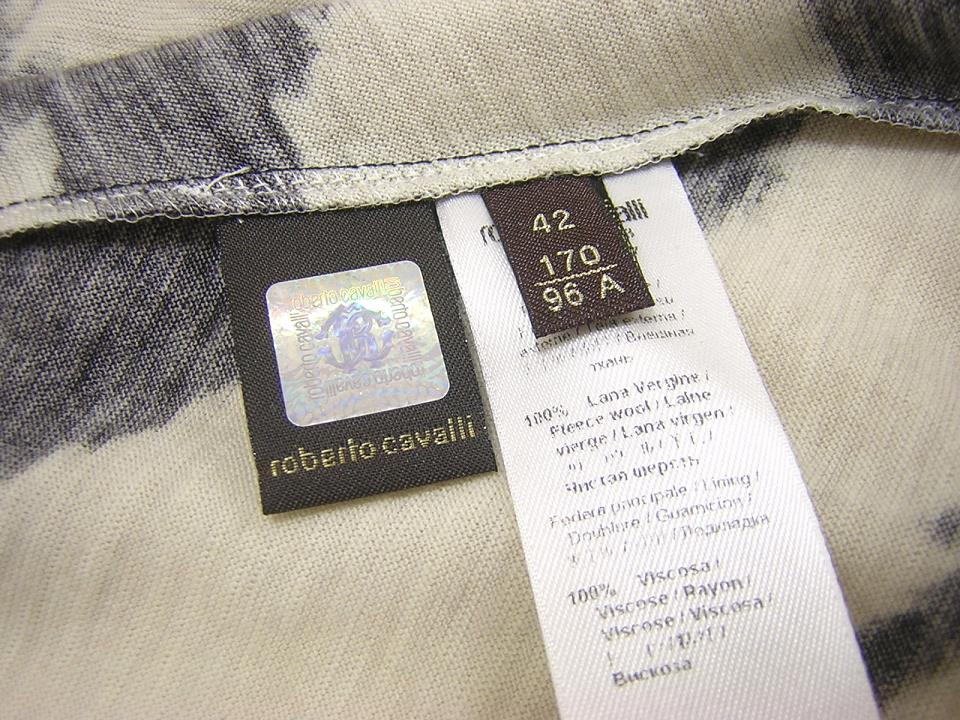 roberto cavalli
roberto cavalli
roberto cavalli
roberto cavalli
roberto cavalli
42
170
96 A
Внешняя
ткань
100% Lana Vergine /
Fleece wool / Laine
vierge / Lana virgen /
Чистая шерсть
Fodera principale / Lining /
Doublure / Guarnicion /
Подкладка
100% Viscosa /
Viscose / Rayon /
Viscose / Viscosa /
Вискоза